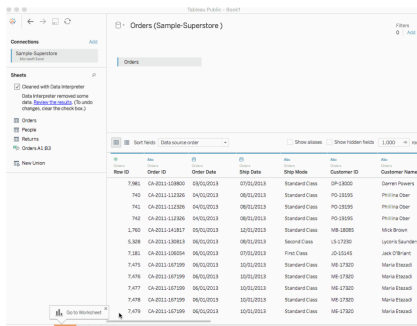 Tableau Public - Book1
Connections Add
Sample-Superstore
Microsoft Excel
Sheets
Cleaned with Data Interpreter
Data Interpreter removed some
data. Review the results. (To undo
changes, clear the check box.)
Orders
People
Returns
Orders A1:B3
New Union
Orders (Sample-Superstore )
Filters
0 Add
Orders
Sort fields Data source order
Show aliases Show hidden fields 1,000
Abc Abc Abc Abc
Orders Orders Orders Orders Orders Orders Orders
Row ID Order ID Order Date Ship Date Ship Mode Customer ID Customer Name
7,981 CA-2011-103800 03/01/2013 07/01/2013 Standard Class DP-13000 Darren Powers
740 CA-2011-112326 04/01/2013 08/01/2013 Standard Class PO-19195 Phillina Ober
741 CA-2011-112326 04/01/2013 08/01/2013 Standard Class PO-19195 Phillina Ober
742 CA-2011-112326 04/01/2013 08/01/2013 Standard Class PO-19195 Phillina Ober
1,760 CA-2011-141817 05/01/2013 12/01/2013 Standard Class MB-18085 Mick Brown
5,328 CA-2011-130813 06/01/2013 08/01/2013 Second Class LS-17230 Lycoris Saunders
7,181 CA-2011-106054 06/01/2013 07/01/2013 First Class JO-15145 Jack O'Briant
7,475 CA-2011-167199 06/01/2013 10/01/2013 Standard Class ME-17320 Maria Etezadi
7,476 CA-2011-167199 06/01/2013 10/01/2013 Standard Class ME-17320 Maria Etezadi
7,477 CA-2011-167199 06/01/2013 10/01/2013 Standard Class ME-17320 Maria Etezadi
7,478 CA-2011-167199 06/01/2013 10/01/2013 Standard Class ME-17320 Maria Etezadi
7,479 CA-2011-167199 06/01/2013 10/01/2013 Standard Class ME-17320 Maria Etezadi
Go to Worksheet